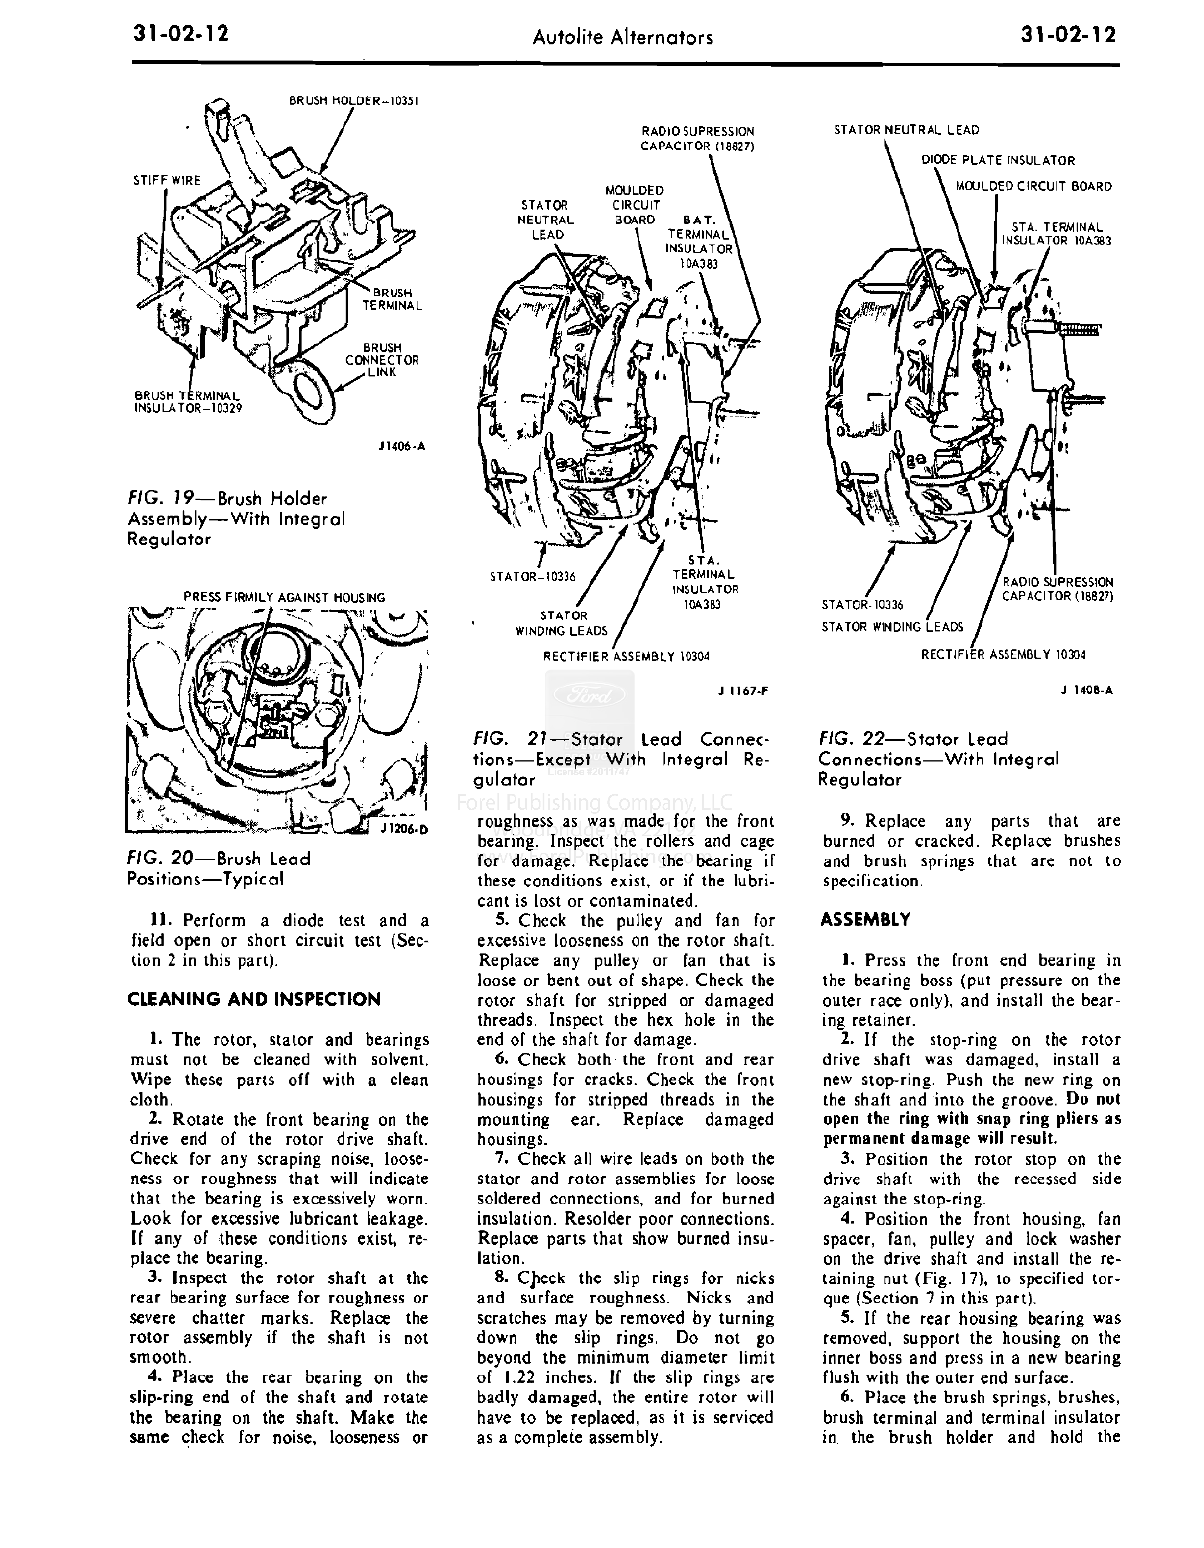 31-02-12
Autolite Alternators
31-02-12
BRUSH HOLDER-10351
STIFF WIRE
BRUSH
TERMINAL
BRUSH
CONNECTOR
LINK
BRUSH TERMINAL
INSULATOR-10329
J1406-A
FIG. 19—Brush Holder
Assembly—With Integral
Regulator
PRESS FIRMILY AGAINST HOUSING
J1206-D
FIG. 20—Brush Lead
Positions—Typical
11. Perform a diode test and a
field open or short circuit test (Sec-
tion 2 in this part).
CLEANING AND INSPECTION
1. The rotor, stator and bearings
must not be cleaned with solvent.
Wipe these parts off with a clean
cloth.
2. Rotate the front bearing on the
drive end of the rotor drive shaft.
Check for any scraping noise, loose-
ness or roughness that will indicate
that the bearing is excessively worn.
Look for excessive lubricant leakage.
If any of these conditions exist, re-
place the bearing.
3. Inspect the rotor shaft at the
rear bearing surface for roughness or
severe chatter marks. Replace the
rotor assembly if the shaft is not
smooth.
4. Place the rear bearing on the
slip-ring end of the shaft and rotate
the bearing on the shaft. Make the
same check for noise, looseness or
RADIO SUPRESSION
CAPACITOR (18827)
MOULDED
CIRCUIT
BOARD
STATOR
NEUTRAL
LEAD
BAT.
TERMINAL
INSULATOR
10A383
STATOR-10336
STA.
TERMINAL
INSULATOR
10A383
STATOR
WINDING LEADS
RECTIFIER ASSEMBLY 10304
J 1167-F
Ford
FIG. 21—Stator Lead Connec-
tions—Except With Integral Re-
gulator
Forel Publishing Company, LLC
roughness as was made for the front
bearing. Inspect the rollers and cage
for damage. Replace the bearing if
these conditions exist, or if the lubri-
cant is lost or contaminated.
5. Check the pulley and fan for
excessive looseness on the rotor shaft.
Replace any pulley or fan that is
loose or bent out of shape. Check the
rotor shaft for stripped or damaged
threads. Inspect the hex hole in the
end of the shaft for damage.
6. Check both the front and rear
housings for cracks. Check the front
housings for stripped threads in the
mounting ear. Replace damaged
housings.
7. Check all wire leads on both the
stator and rotor assemblies for loose
soldered connections, and for burned
insulation. Resolder poor connections.
Replace parts that show burned insu-
lation.
8. Check the slip rings for nicks
and surface roughness. Nicks and
scratches may be removed by turning
down the slip rings. Do not go
beyond the minimum diameter limit
of 1.22 inches. If the slip rings are
badly damaged, the entire rotor will
have to be replaced, as it is serviced
as a complete assembly.
STATOR NEUTRAL LEAD
DIODE PLATE INSULATOR
MOULDED CIRCUIT BOARD
STA. TERMINAL
INSULATOR 10A383
RADIO SUPRESSION
CAPACITOR (18827)
STATOR-10336
STATOR WINDING LEADS
RECTIFIER ASSEMBLY 10304
J 1408-A
FIG. 22—Stator Lead
Connections—With Integral
Regulator
9. Replace any parts that are
burned or cracked. Replace brushes
and brush springs that are not to
specification.
ASSEMBLY
1. Press the front end bearing in
the bearing boss (put pressure on the
outer race only), and install the bear-
ing retainer.
2. If the stop-ring on the rotor
drive shaft was damaged, install a
new stop-ring. Push the new ring on
the shaft and into the groove. Do not
open the ring with snap ring pliers as
permanent damage will result.
3. Position the rotor stop on the
drive shaft with the recessed side
against the stop-ring.
4. Position the front housing, fan
spacer, fan, pulley and lock washer
on the drive shaft and install the re-
taining nut (Fig. 17), to specified tor-
que (Section 7 in this part).
5. If the rear housing bearing was
removed, support the housing on the
inner boss and press in a new bearing
flush with the outer end surface.
6. Place the brush springs, brushes,
brush terminal and terminal insulator
in the brush holder and hold the